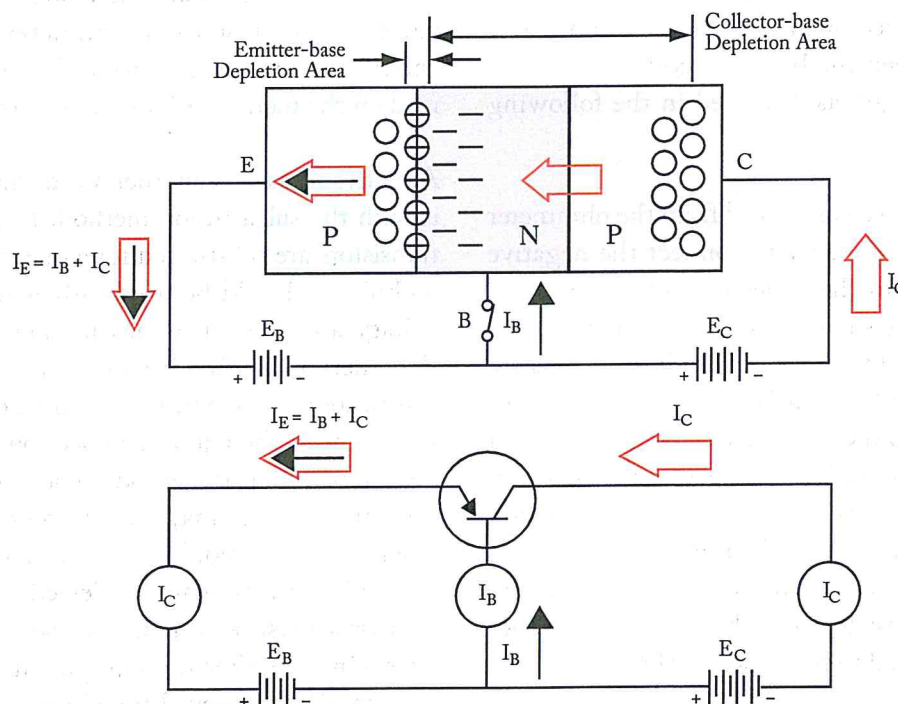 Emitter-base
Depletion Area
Collector-base
Depletion Area
E
C
P
N
P
I_E = I_B + I_C
B
I_B
I_C
E_B
E_C
+
-
+
-
I_E = I_B + I_C
I_C
I_C
I_B
I_C
E_B
I_B
E_C
+
-
+
-